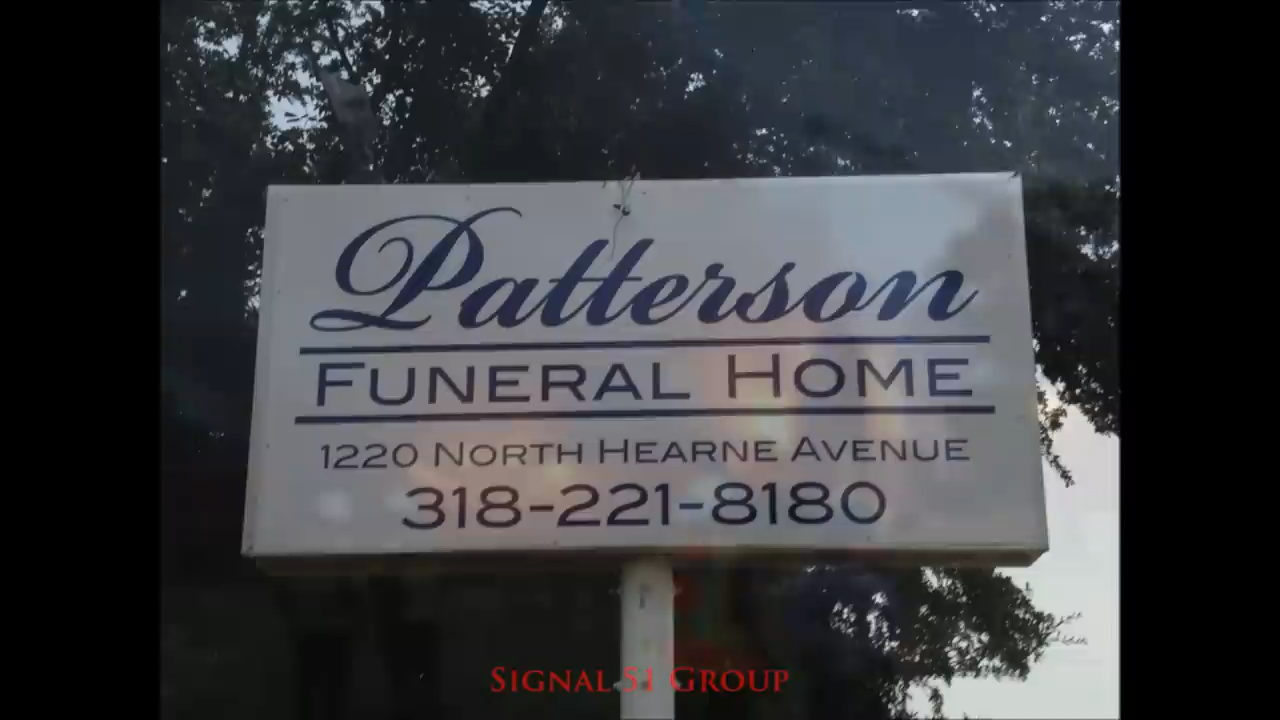 Patterson
FUNERAL HOME
1220 NORTH HEARNE AVENUE
318-221-8180
SIGNAL 51 GROUP